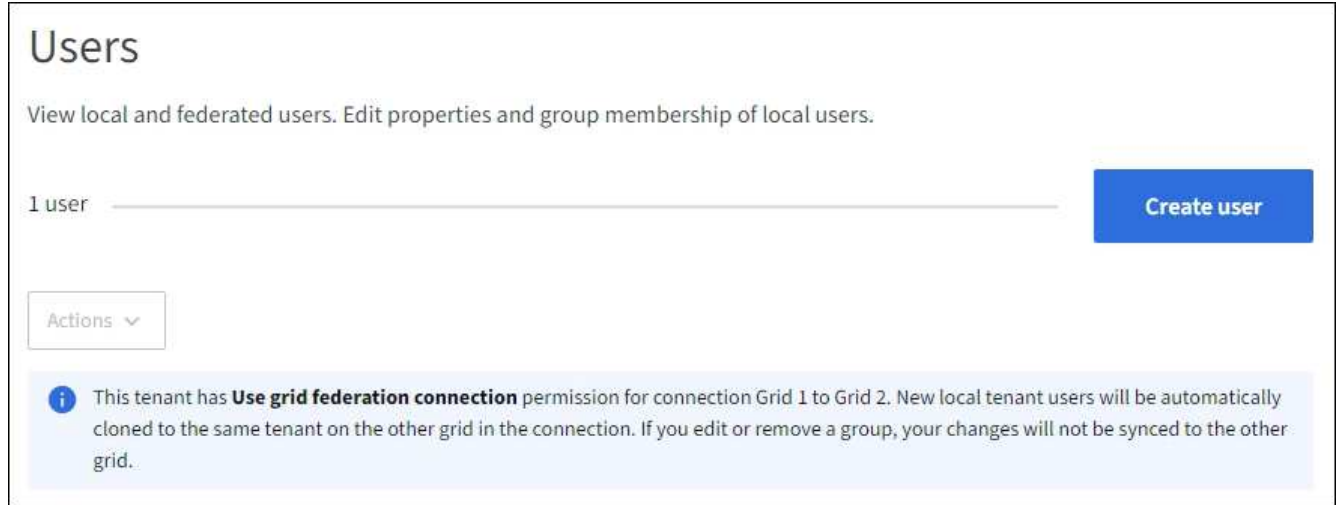 Users
View local and federated users. Edit properties and group membership of local users.
1 user
Create user
Actions
This tenant has Use grid federation connection permission for connection Grid 1 to Grid 2. New local tenant users will be automatically
cloned to the same tenant on the other grid in the connection. If you edit or remove a group, your changes will not be synced to the other
grid.